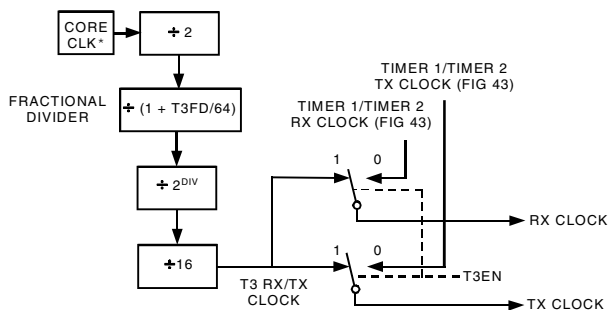 CORE
CLK*
÷ 2
TIMER 1/TIMER 2
TX CLOCK (FIG 43)
FRACTIONAL
DIVIDER
÷ (1 + T3FD/64)
TIMER 1/TIMER 2
RX CLOCK (FIG 43)
1 0
÷ 2DIV
RX CLOCK
÷16
1 0
T3 RX/TX
CLOCK
T3EN
TX CLOCK